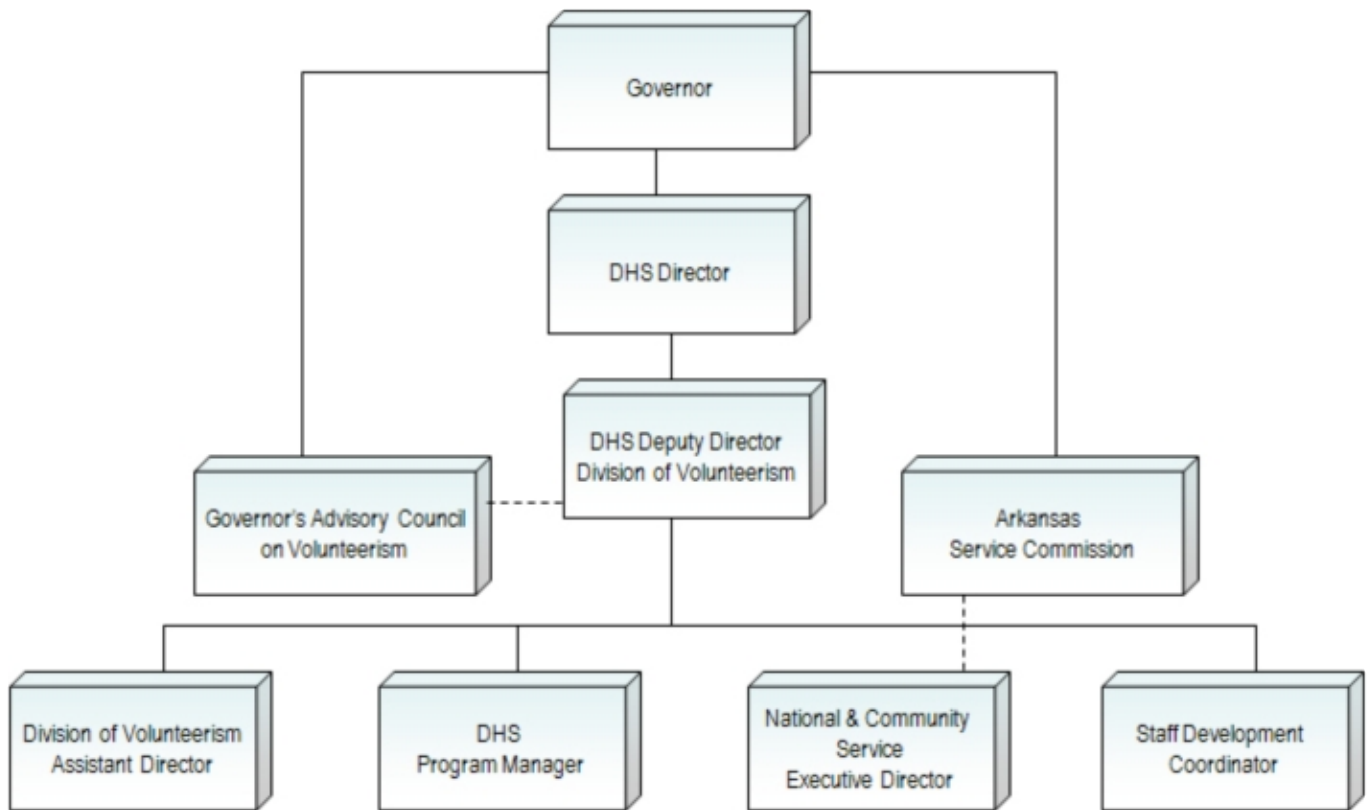 Governor
DHS Director
DHS Deputy Director
Division of Volunteerism
Governor's Advisory Council
on Volunteerism
Arkansas
Service Commission
Division of Volunteerism
Assistant Director
DHS
Program Manager
National & Community
Service
Executive Director
Staff Development
Coordinator